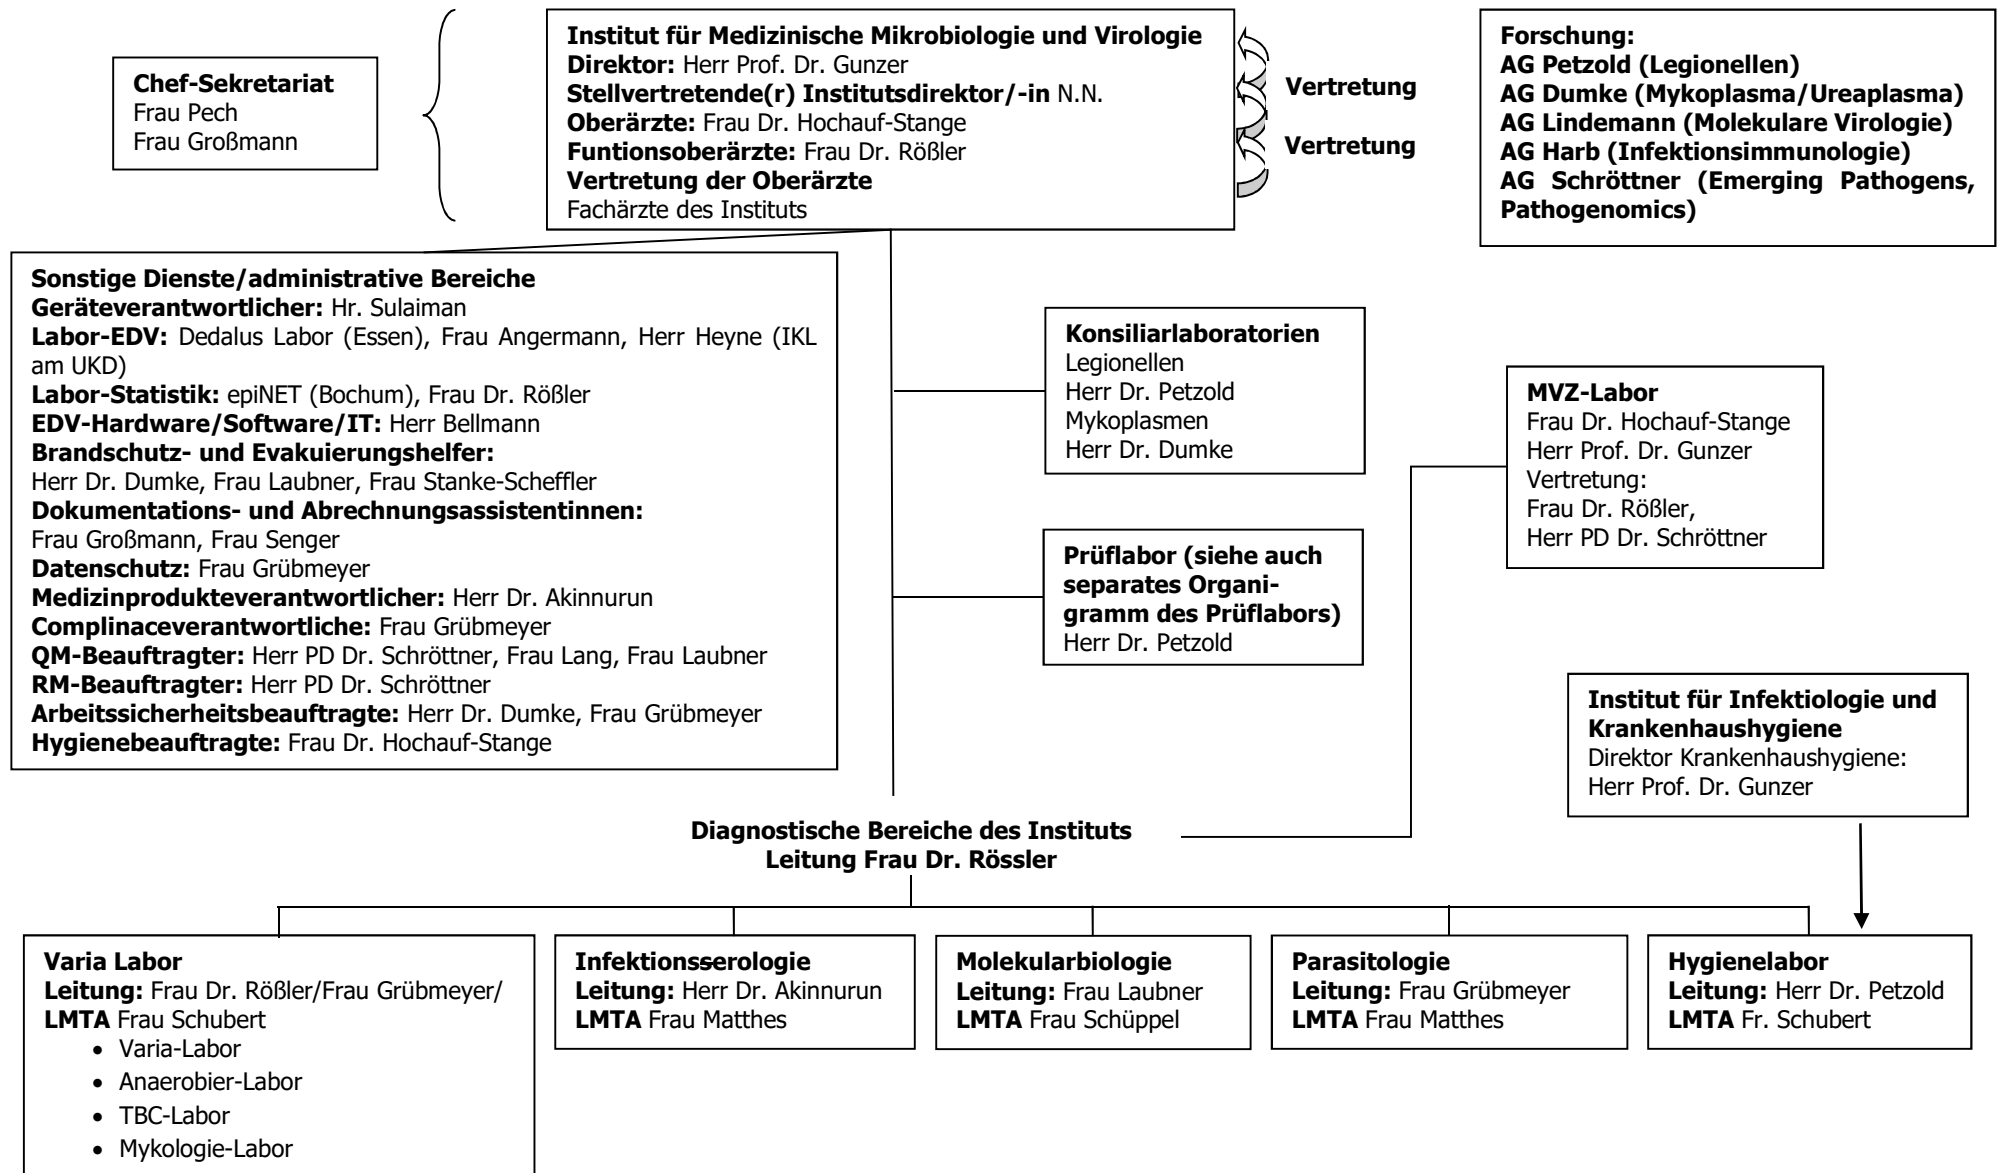 Chef-Sekretariat
Frau Pech
Frau Großmann
Institut für Medizinische Mikrobiologie und Virologie
Direktor: Herr Prof. Dr. Gunzer
Stellvertretende(r) Institutsdirektor/-in N.N.
Oberärzte: Frau Dr. Hochauf-Stange
Funtionsoberärzte: Frau Dr. Rößler
Vertretung der Oberärzte
Fachärzte des Instituts
Vertretung
Vertretung
Forschung:
AG Petzold (Legionellen)
AG Dumke (Mykoplasma/Ureaplasma)
AG Lindemann (Molekulare Virologie)
AG Harb (Infektionsimmunologie)
AG Schröttner (Emerging Pathogens,
Pathogenomics)
Sonstige Dienste/administrative Bereiche
Geräteverantwortlicher: Hr. Sulaiman
Labor-EDV: Dedalus Labor (Essen), Frau Angermann, Herr Heyne (IKL
am UKD)
Labor-Statistik: epiNET (Bochum), Frau Dr. Rößler
EDV-Hardware/Software/IT: Herr Bellmann
Brandschutz- und Evakuierungshelfer:
Herr Dr. Dumke, Frau Laubner, Frau Stanke-Scheffler
Dokumentations- und Abrechnungsassistentinnen:
Frau Großmann, Frau Senger
Datenschutz: Frau Grübmeyer
Medizinprodukteverantwortlicher: Herr Dr. Akinnurun
Complinaceverantwortliche: Frau Grübmeyer
QM-Beauftragter: Herr PD Dr. Schröttner, Frau Lang, Frau Laubner
RM-Beauftragter: Herr PD Dr. Schröttner
Arbeitssicherheitsbeauftragte: Herr Dr. Dumke, Frau Grübmeyer
Hygienebeauftragte: Frau Dr. Hochauf-Stange
Konsiliarlaboratorien
Legionellen
Herr Dr. Petzold
Mykoplasmen
Herr Dr. Dumke
Prüflabor (siehe auch
separates Organi-
gramm des Prüflabors)
Herr Dr. Petzold
MVZ-Labor
Frau Dr. Hochauf-Stange
Herr Prof. Dr. Gunzer
Vertretung:
Frau Dr. Rößler,
Herr PD Dr. Schröttner
Institut für Infektiologie und
Krankenhaushygiene
Direktor Krankenhaushygiene:
Herr Prof. Dr. Gunzer
Diagnostische Bereiche des Instituts
Leitung Frau Dr. Rössler
Varia Labor
Leitung: Frau Dr. Rößler/Frau Grübmeyer/
LMTA Frau Schubert
• Varia-Labor
• Anaerobier-Labor
• TBC-Labor
• Mykologie-Labor
Infektionsserologie
Leitung: Herr Dr. Akinnurun
LMTA Frau Matthes
Molekularbiologie
Leitung: Frau Laubner
LMTA Frau Schüppel
Parasitologie
Leitung: Frau Grübmeyer
LMTA Frau Matthes
Hygienelabor
Leitung: Herr Dr. Petzold
LMTA Fr. Schubert